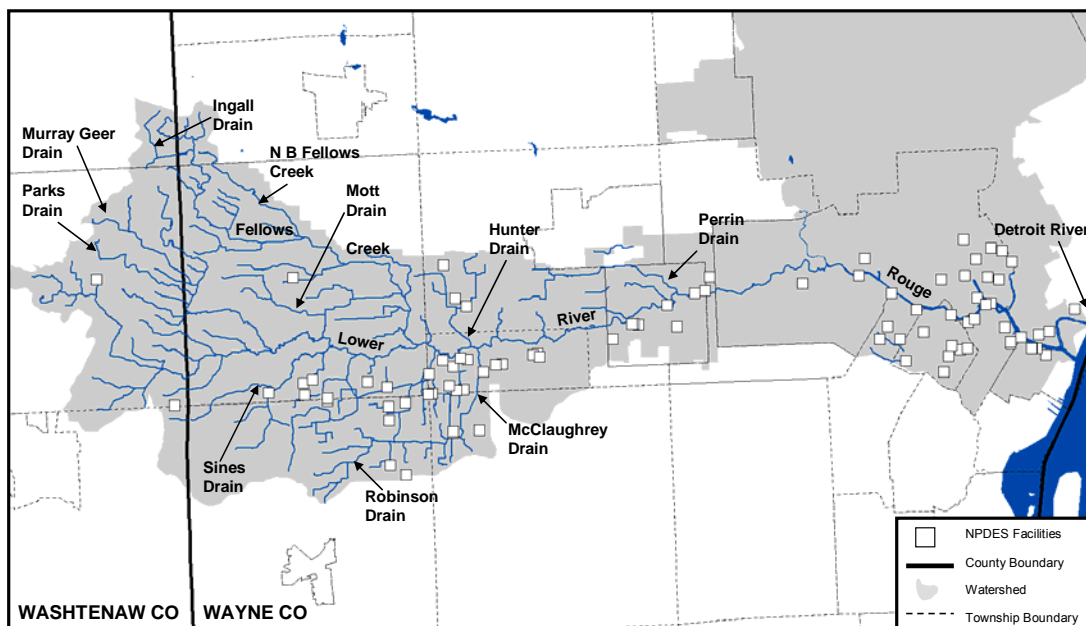 Ingall
Drain
Murray Geer
Drain
N B Fellows
Creek
Parks
Drain
Mott
Drain
Fellows
Creek
Hunter
Drain
Perrin
Drain
Detroit River
Rouge
River
Lower
McClaughrey
Drain
Sines
Drain
Robinson
Drain
NPDES Facilities
County Boundary
Watershed
Township Boundary
WASHTENAW CO
WAYNE CO